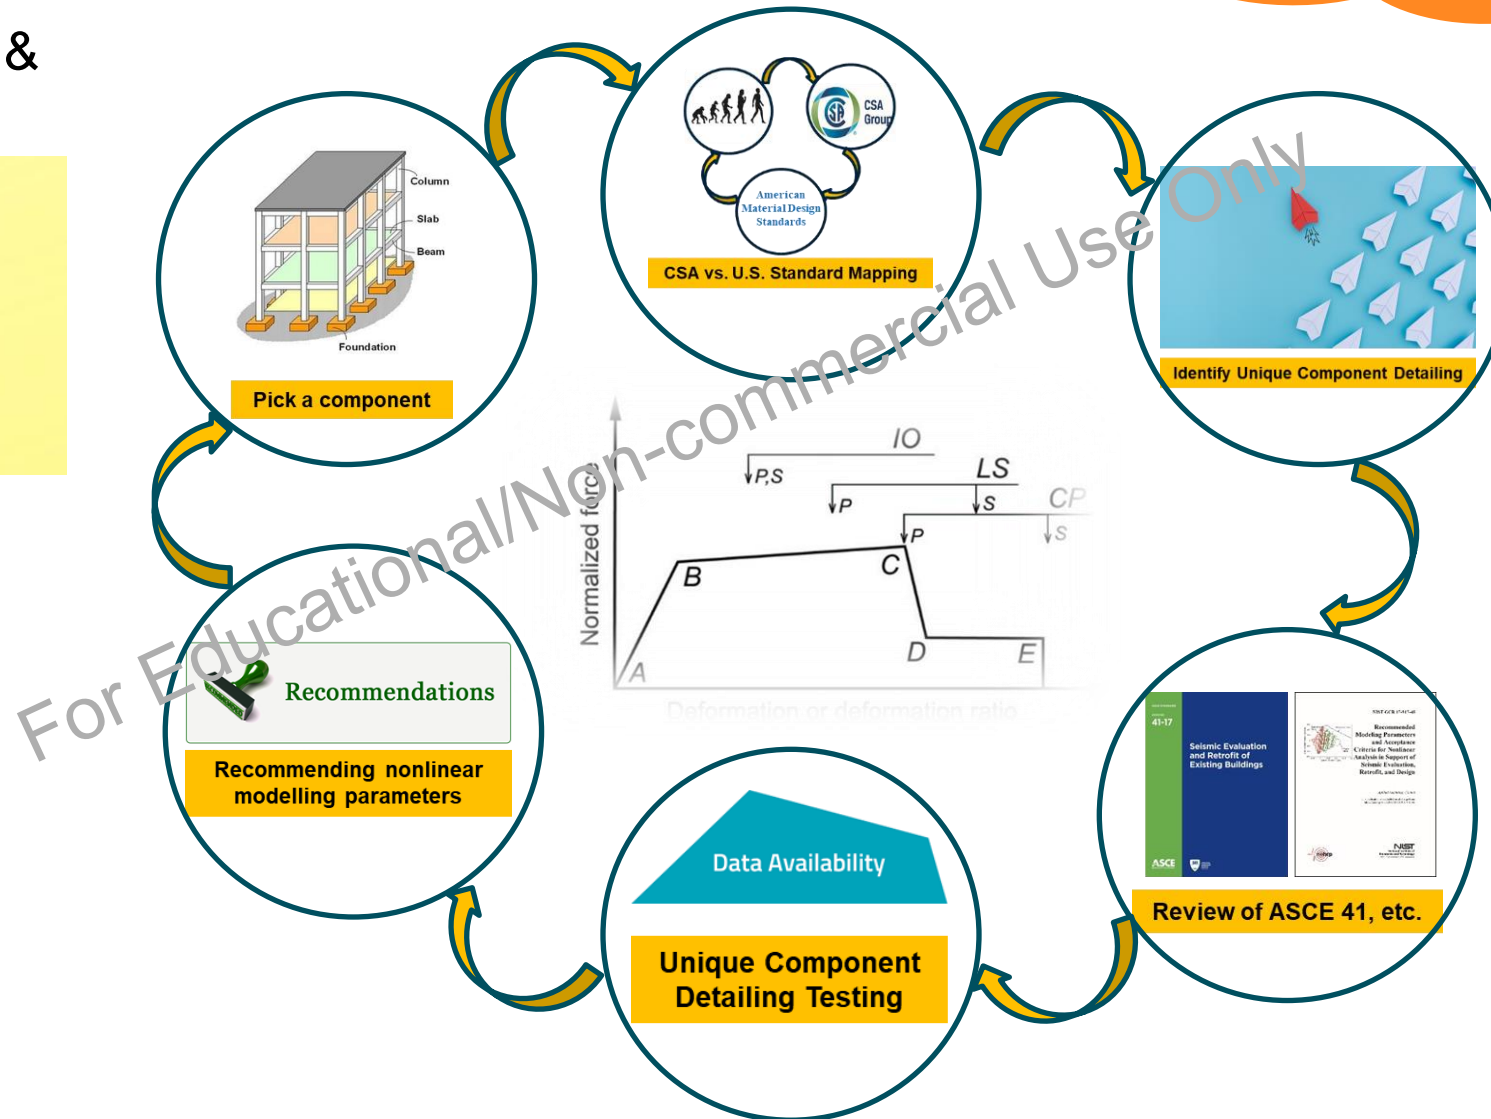 &
Column
Slab
Beam
Foundation
Pick a component
CSA
Group
American
Material Design
Standards
CSA vs. U.S. Standard Mapping
Identify Unique Component Detailing
For Educational/Non-commercial Use Only
IO
P,S
LS
P
S
CP
P
S
Normalized force
A
B
C
D
E
Deformation or deformation ratio
41-17
Seismic Evaluation
and Retrofit of
Existing Buildings
ASCE
Recommended
Modeling Parameters
and Acceptance
Criteria for Nonlinear
Analysis in Support of
Seismic Evaluation,
Retrofit, and Design
NIST
Review of ASCE 41, etc.
Data Availability
Unique Component
Detailing Testing
Recommendations
Recommending nonlinear
modelling parameters